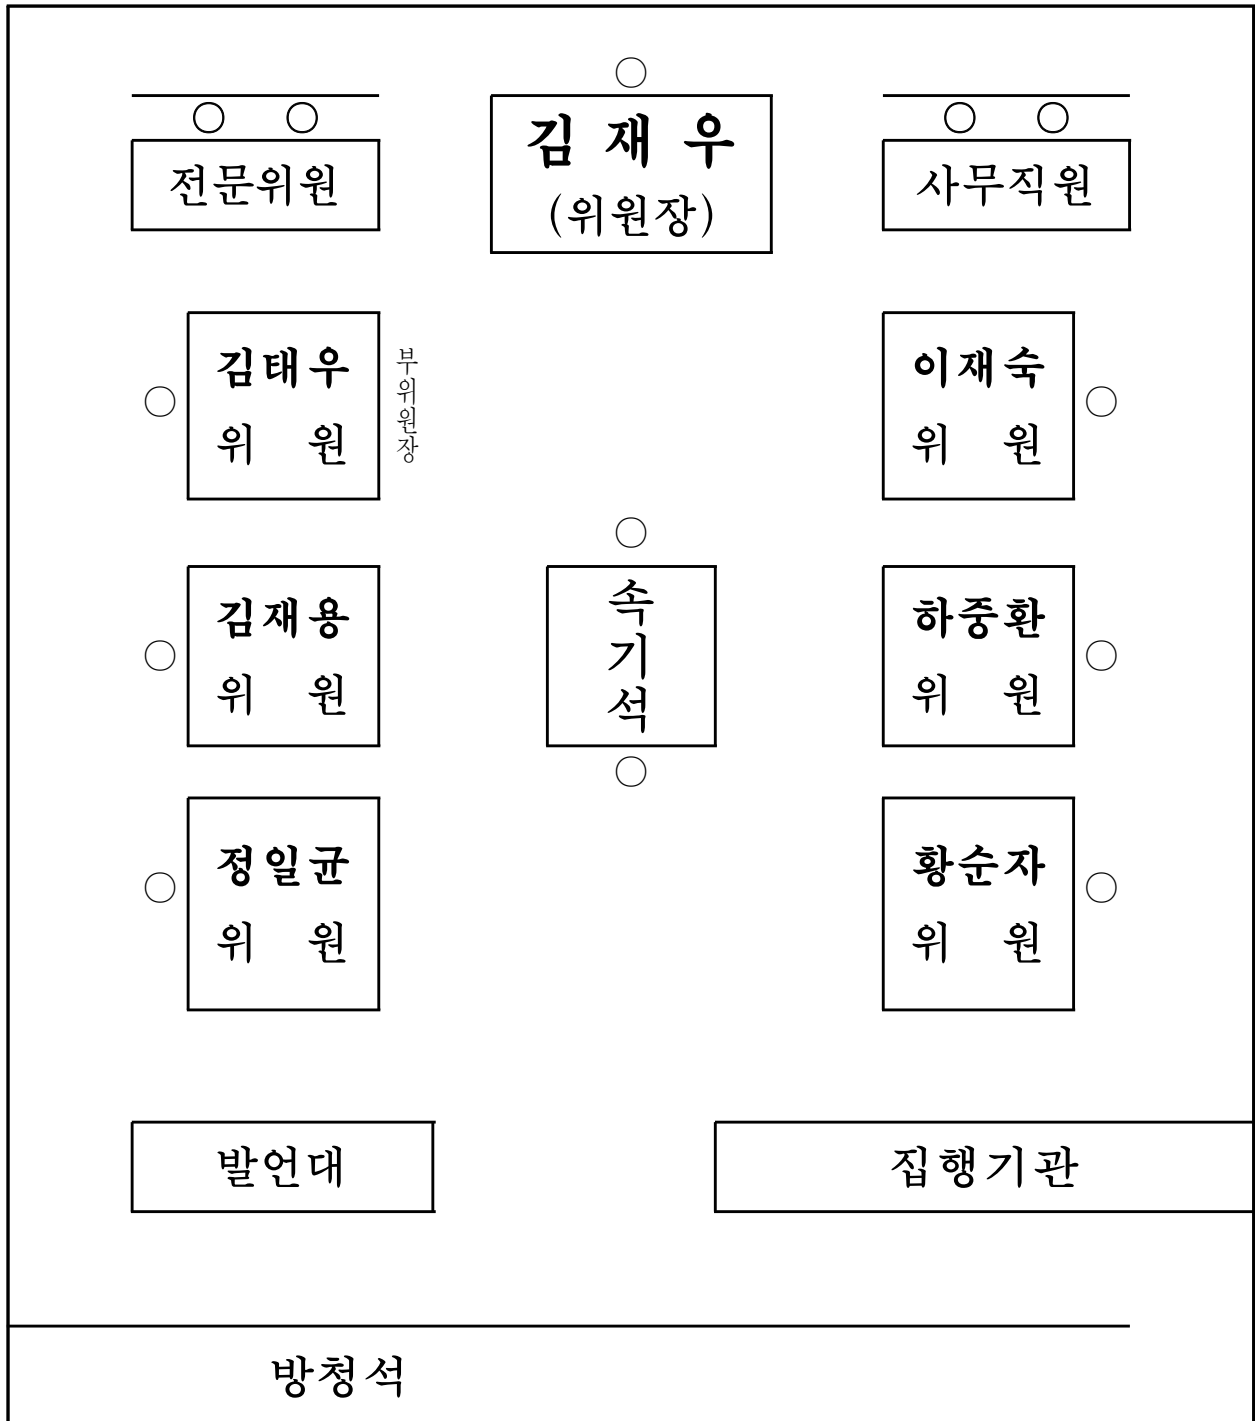 김 재 우
(위원장)
전문위원
사무직원
김태우
위 원
부위원장
이재숙
위 원
속기석
김재용
위 원
하중환
위 원
정일균
위 원
황순자
위 원
발언대
집행기관
방청석